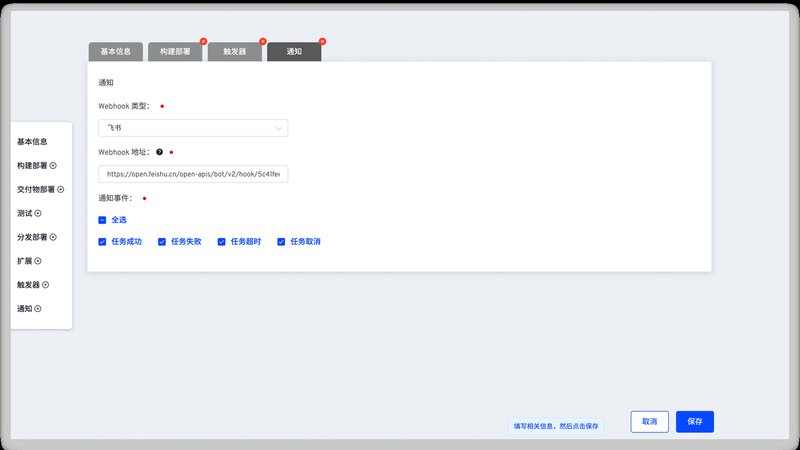 基本信息
构建部署
触发器
通知
通知
Webhook 类型：
飞书
Webhook 地址：
https://open.feishu.cn/open-apis/bot/v2/hook/5c41fe
通知事件：
全选
任务成功
任务失败
任务超时
任务取消
基本信息
构建部署
交付物部署
测试
分发部署
扩展
触发器
通知
填写相关信息，然后点击保存
取消
保存